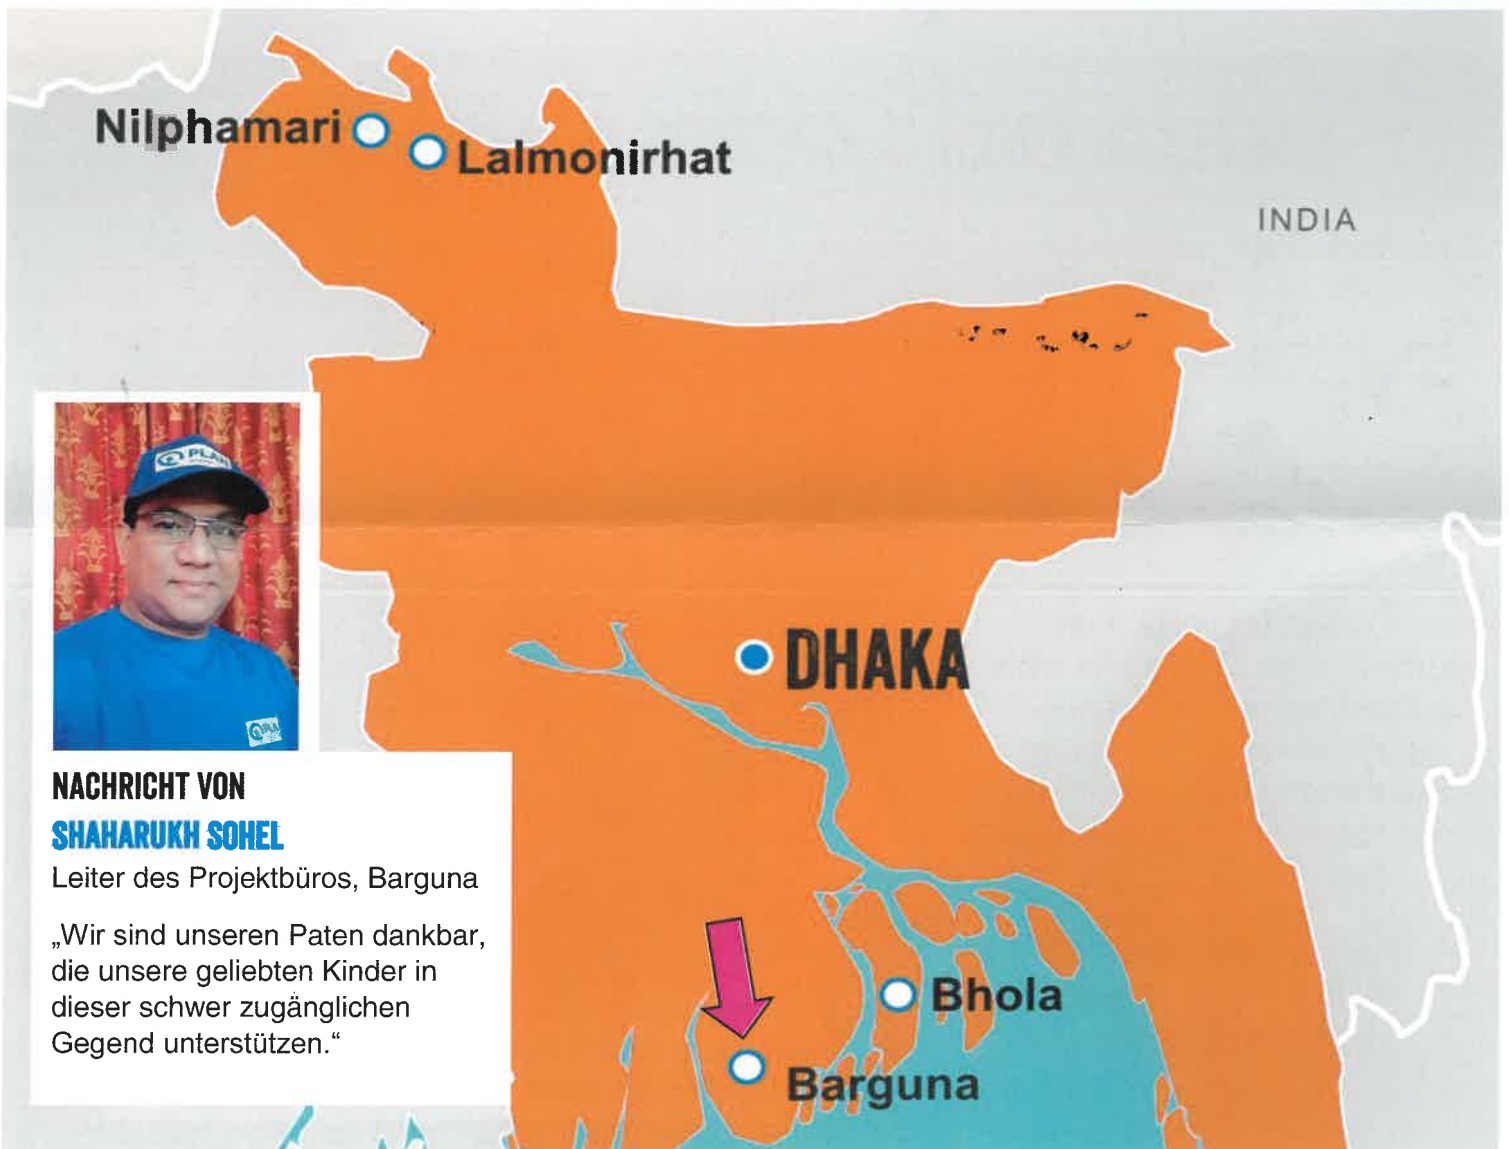 Nilphamari
Lalmonirhat
INDIA
PLAN
DHAKA
NACHRICHT VON
SHAHARUKH SOHEL
Leiter des Projektbüros, Barguna
„Wir sind unseren Paten dankbar,
die unsere geliebten Kinder in
dieser schwer zugänglichen
Gegend unterstützen.“
Bhola
Barguna